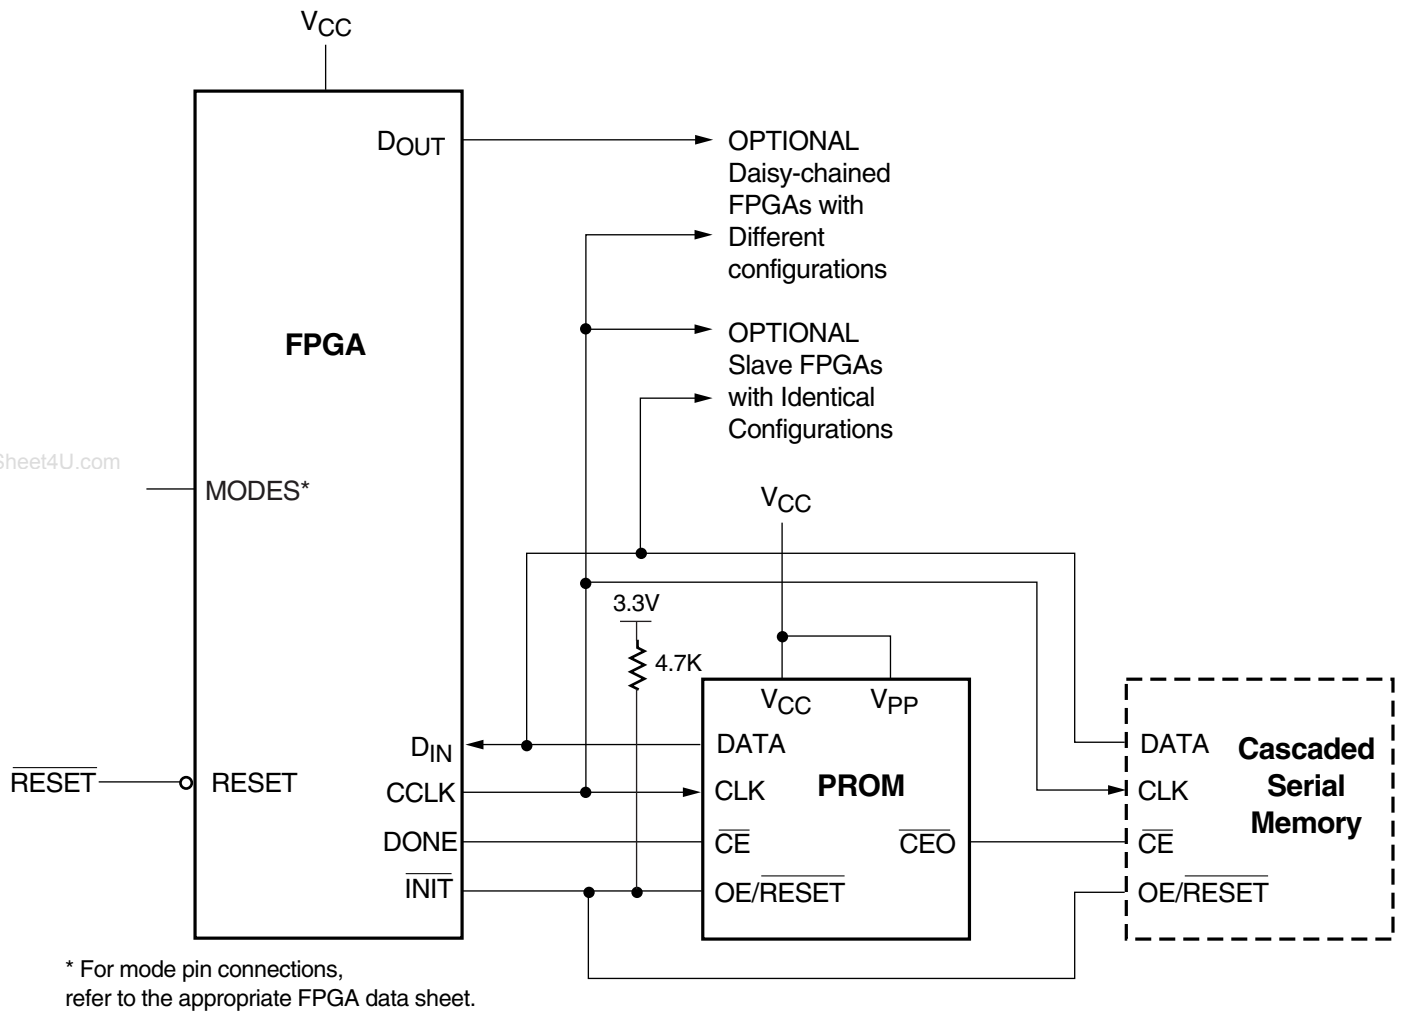 VCC
DOUT
OPTIONAL
Daisy-chained
FPGAs with
Different
configurations
FPGA
OPTIONAL
Slave FPGAs
with Identical
Configurations
Sheet4U.com
MODES*
VCC
3.3V
4.7K
VCC
VPP
DIN
DATA
DATA
Cascaded
Serial
Memory
RESET
RESET
CCLK
CLK
PROM
CLK
DONE
CE
CEO
CE
INIT
OE/RESET
OE/RESET
* For mode pin connections,
refer to the appropriate FPGA data sheet.